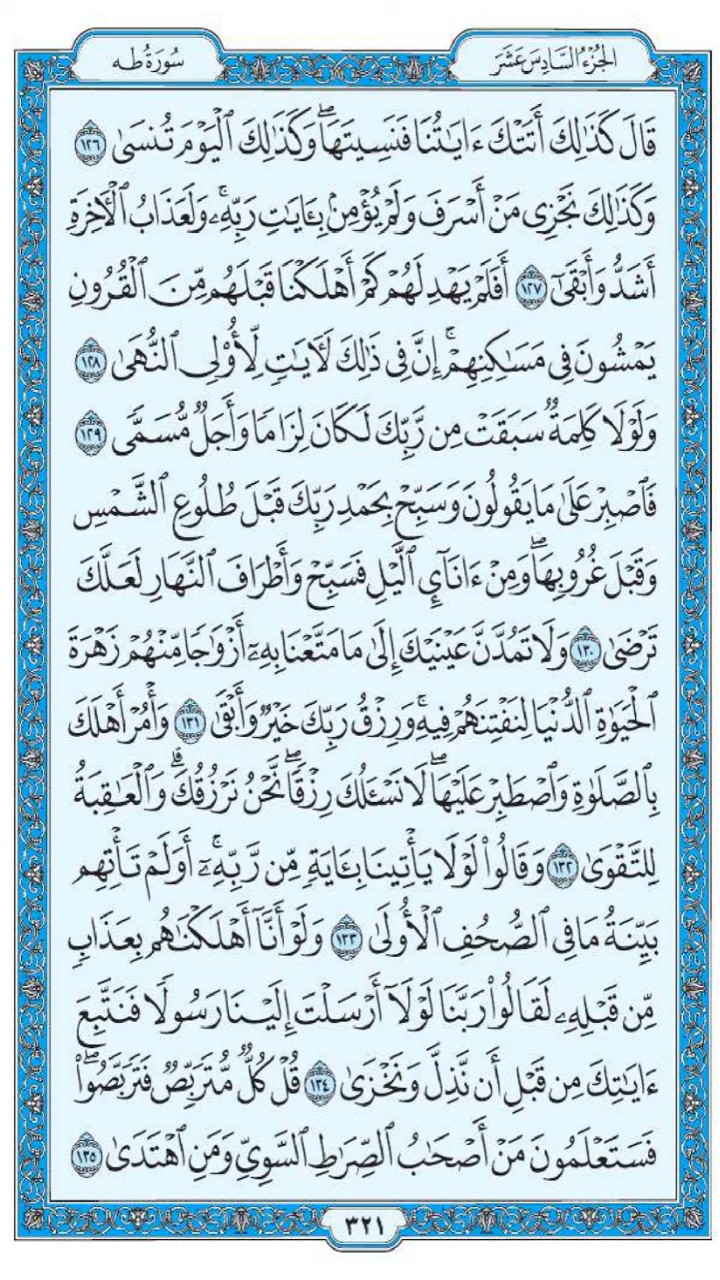 الجُزْءُ السَّادِسَ عَشَرَ
سُورَةُ طه
قَالَ كَذَٰلِكَ أَتَتْكَ ءَايَٰتُنَا فَنَسِيتَهَاۖ وَكَذَٰلِكَ ٱلْيَوْمَ تُنسَىٰ ١٢٦
وَكَذَٰلِكَ نَجْزِى مَنْ أَسْرَفَ وَلَمْ يُؤْمِنۢ بِـَٔايَٰتِ رَبِّهِۦۚ وَلَعَذَابُ ٱلْءَاخِرَةِ
أَشَدُّ وَأَبْقَىٰٓ ١٢٧ أَفَلَمْ يَهْدِ لَهُمْ كَمْ أَهْلَكْنَا قَبْلَهُم مِّنَ ٱلْقُرُونِ
يَمْشُونَ فِى مَسَٰكِنِهِمْۚ إِنَّ فِى ذَٰلِكَ لَءَايَٰتٍ لِّأُو۟لِى ٱلنُّهَىٰ ١٢٨
وَلَوْلَا كَلِمَةٌ سَبَقَتْ مِن رَّبِّكَ لَكَانَ لِزَامًا وَأَجَلٌ مُّسَمًّى ١٢٩
فَٱصْبِرْ عَلَىٰ مَا يَقُولُونَ وَسَبِّحْ بِحَمْدِ رَبِّكَ قَبْلَ طُلُوعِ ٱلشَّمْسِ
وَقَبْلَ غُرُوبِهَاۖ وَمِنْ ءَانَآئِ ٱلَّيْلِ فَسَبِّحْ وَأَطْرَافَ ٱلنَّهَارِ لَعَلَّكَ
تَرْضَىٰ ١٣٠ وَلَا تَمُدَّنَّ عَيْنَيْكَ إِلَىٰ مَا مَتَّعْنَا بِهِۦٓ أَزْوَٰجًا مِّنْهُمْ زَهْرَةَ
ٱلْحَيَوٰةِ ٱلدُّنْيَا لِنَفْتِنَهُمْ فِيهِۚ وَرِزْقُ رَبِّكَ خَيْرٌ وَأَبْقَىٰ ١٣١ وَأْمُرْ أَهْلَكَ
بِٱلصَّلَوٰةِ وَٱصْطَبِرْ عَلَيْهَاۖ لَا نَسْـَٔلُكَ رِزْقًاۖ نَّحْنُ نَرْزُقُكَۗ وَٱلْعَٰقِبَةُ
لِلتَّقْوَىٰ ١٣٢ وَقَالُوا۟ لَوْلَا يَأْتِينَا بِـَٔايَةٍ مِّن رَّبِّهِۦٓۚ أَوَلَمْ تَأْتِهِم
بَيِّنَةُ مَا فِى ٱلصُّحُفِ ٱلْأُولَىٰ ١٣٣ وَلَوْ أَنَّآ أَهْلَكْنَٰهُم بِعَذَابٍ
مِّن قَبْلِهِۦ لَقَالُوا۟ رَبَّنَا لَوْلَآ أَرْسَلْتَ إِلَيْنَا رَسُولًا فَنَتَّبِعَ
ءَايَٰتِكَ مِن قَبْلِ أَن نَّذِلَّ وَنَخْزَىٰ ١٣٤ قُلْ كُلٌّ مُّتَرَبِّصٌ فَتَرَبَّصُوا۟ۖ
فَسَتَعْلَمُونَ مَنْ أَصْحَٰبُ ٱلصِّرَٰطِ ٱلسَّوِىِّ وَمَنِ ٱهْتَدَىٰ ١٣٥
٣٢١